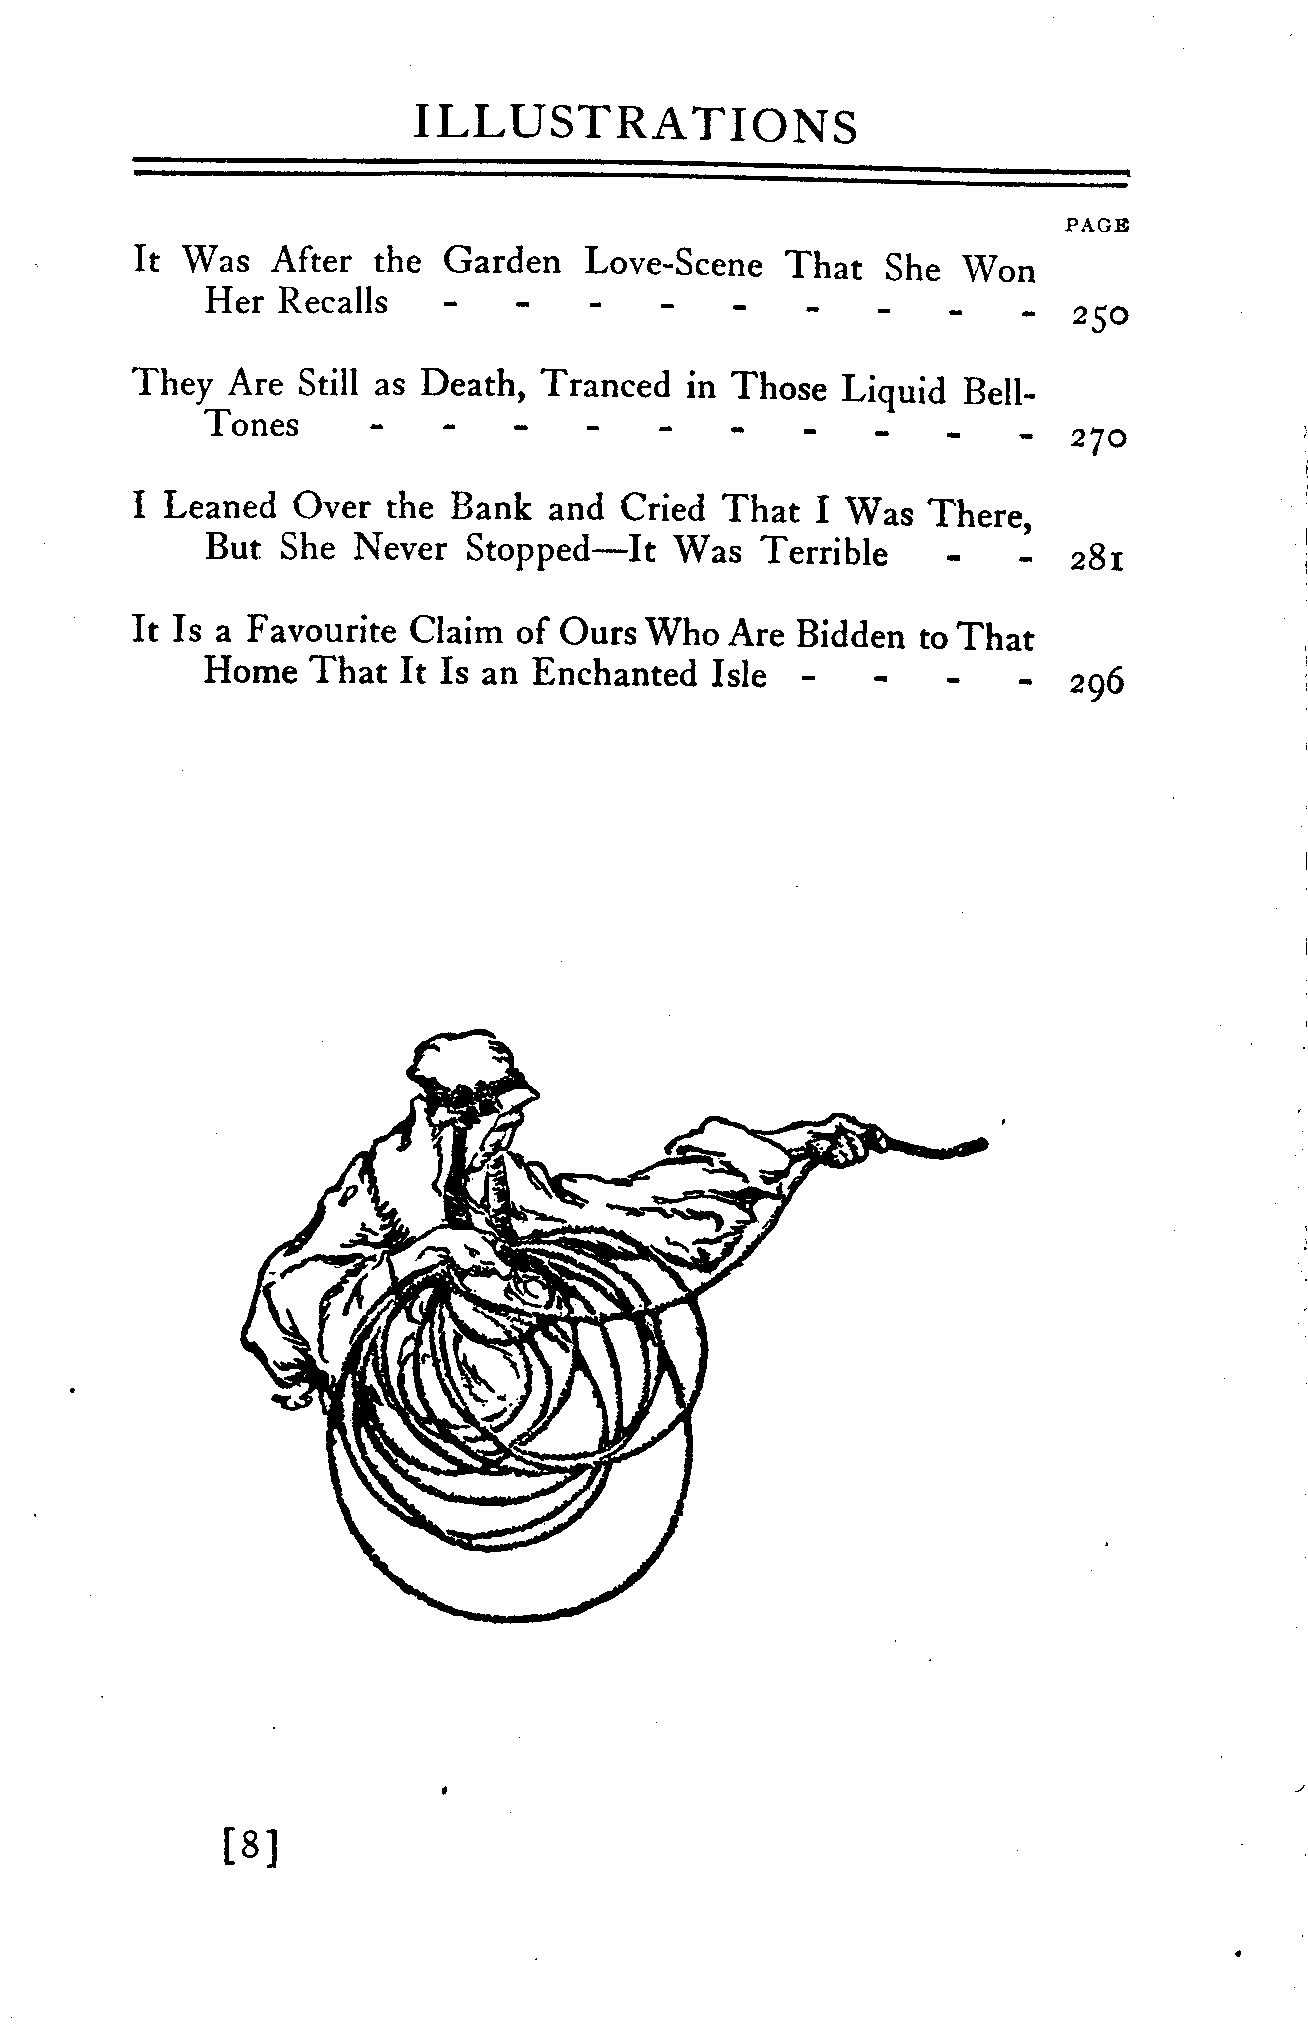 ILLUSTRATIONS
PAGE
It Was After the Garden Love-Scene That She Won
Her Recalls - - - - - - - - - 250
They Are Still as Death, Tranced in Those Liquid Bell-
Tones - - - - - - - - - - 270
I Leaned Over the Bank and Cried That I Was There,
But She Never Stopped—It Was Terrible - - 281
It Is a Favourite Claim of Ours Who Are Bidden to That
Home That It Is an Enchanted Isle - - - - 296
[8]